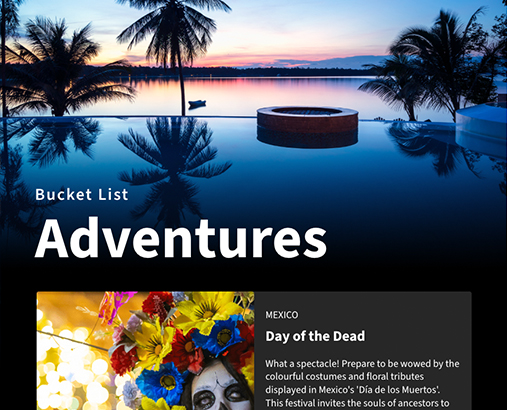 Bucket List
Adventures
MEXICO
Day of the Dead
What a spectacle! Prepare to be wowed by the
colourful costumes and floral tributes
displayed in Mexico's 'Día de los Muertos'.
This festival invites the souls of ancestors to